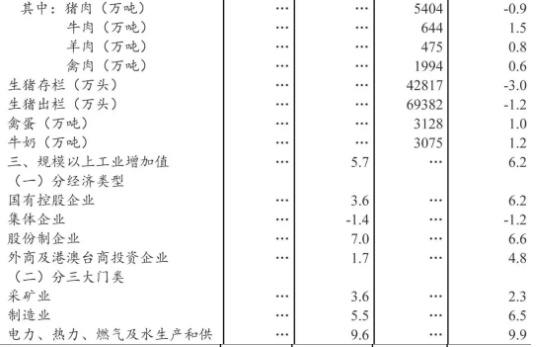 其中：猪肉（万吨） … … 5404 -0.9
牛肉（万吨） … … 644 1.5
羊肉（万吨） … … 475 0.8
禽肉（万吨） … … 1994 0.6
生猪存栏（万头） … … 42817 -3.0
生猪出栏（万头） … … 69382 -1.2
禽蛋（万吨） … … 3128 1.0
牛奶（万吨） … … 3075 1.2
三、规模以上工业增加值 … 5.7 … 6.2
（一）分经济类型
国有控股企业 … 3.6 … 6.2
集体企业 … -1.4 … -1.2
股份制企业 … 7.0 … 6.6
外商及港澳台商投资企业 … 1.7 … 4.8
（二）分三大门类
采矿业 … 3.6 … 2.3
制造业 … 5.5 … 6.5
电力、热力、燃气及水生产和供 … 9.6 … 9.9